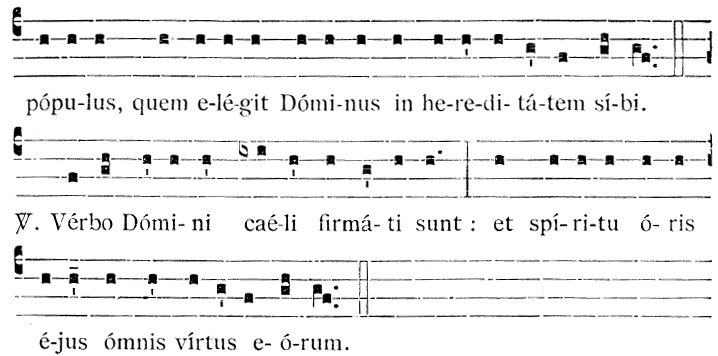 pópu-lus, quem e-lé-git Dómi-nus in he-re-di-tá-tem sí-bi.
℣. Vérbo Dómi-ni caé-li firmá-ti sunt : et spí-ri-tu ó-ris
é-jus ómnis vírtus e-ó-rum.